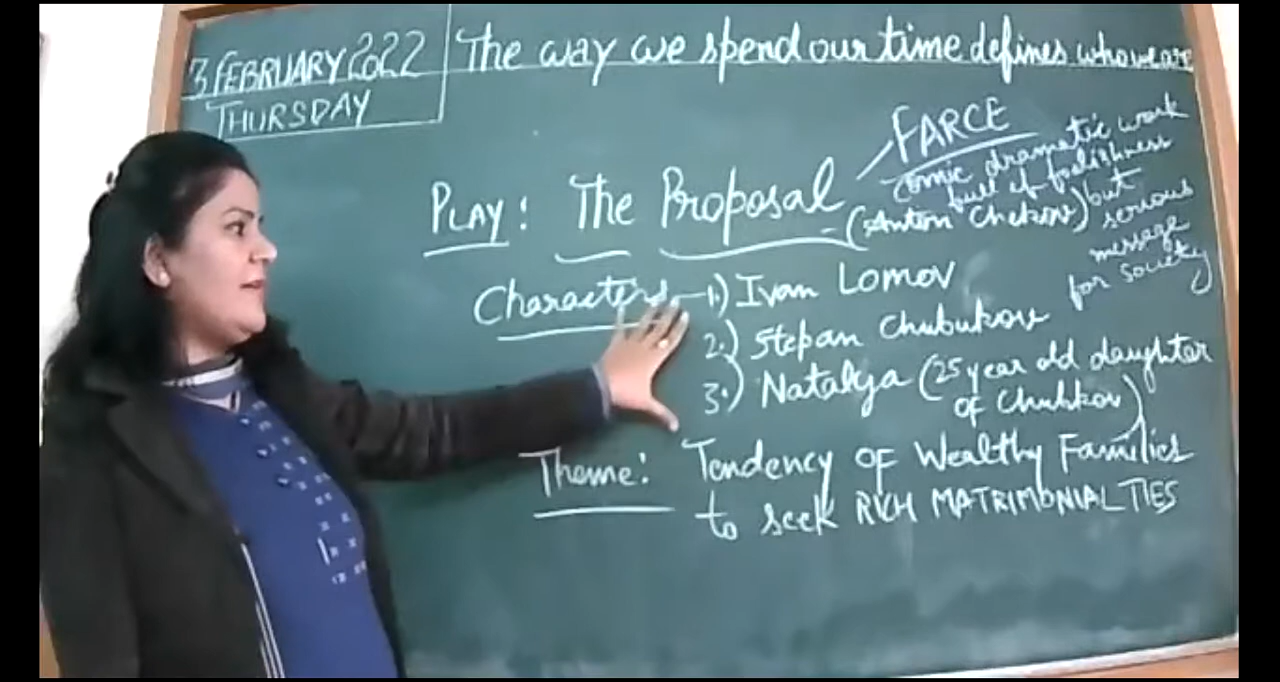 3 FEBRUARY 2022
THURSDAY
The way we spend our time defines who we are
FARCE
comic dramatic work
full of foolishness
but
serious
message
for society
PLAY: The Proposal
(Anton Chekov)
Characters 1.) Ivan Lomov
2.) Stepan Chubukov
3.) Natalya (25 year old daughter
of Chubkov)
Theme: Tendency of Wealthy Families
to seek RICH MATRIMONIAL TIES